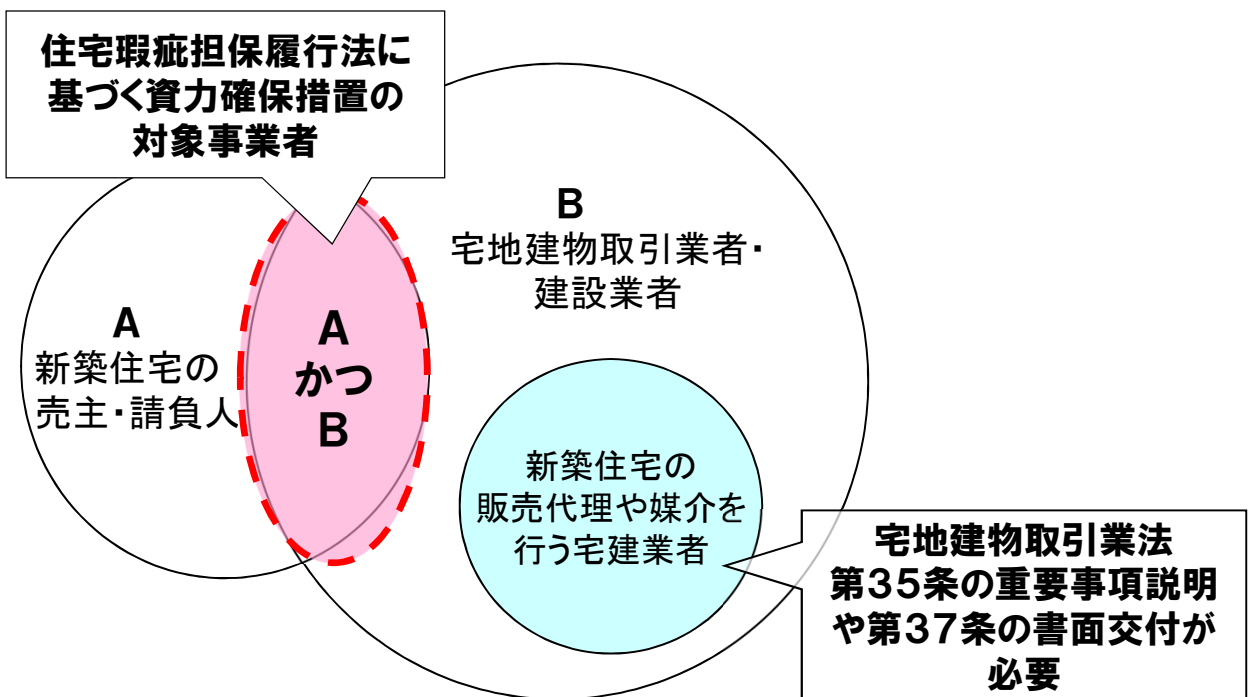 住宅瑕疵担保履行法に
基づく資力確保措置の
対象事業者
B
宅地建物取引業者・
建設業者
A
新築住宅の
売主・請負人
A
かつ
B
新築住宅の
販売代理や媒介を
行う宅建業者
宅地建物取引業法
第35条の重要事項説明
や第37条の書面交付が
必要